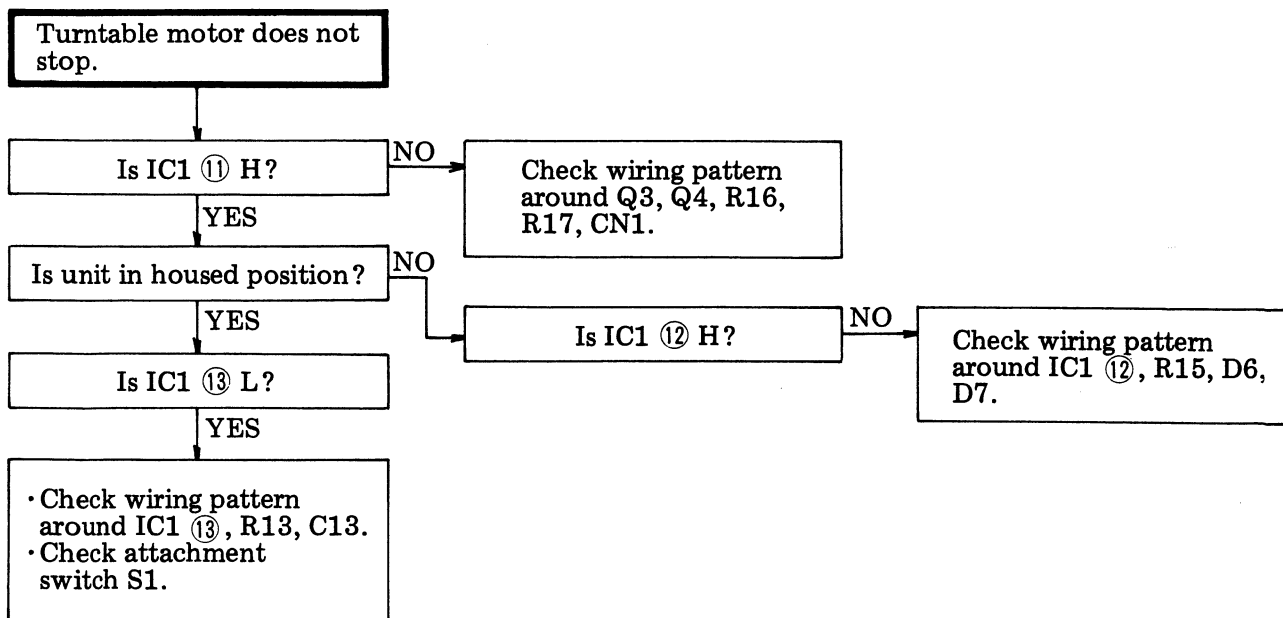 Turntable motor does not
stop.
Is IC1 ⑪ H?
NO
Check wiring pattern
around Q3, Q4, R16,
R17, CN1.
YES
Is unit in housed position?
NO
YES
Is IC1 ⑫ H?
NO
Check wiring pattern
around IC1 ⑫, R15, D6,
D7.
Is IC1 ⑬ L?
YES
· Check wiring pattern
around IC1 ⑬, R13, C13.
· Check attachment
switch S1.